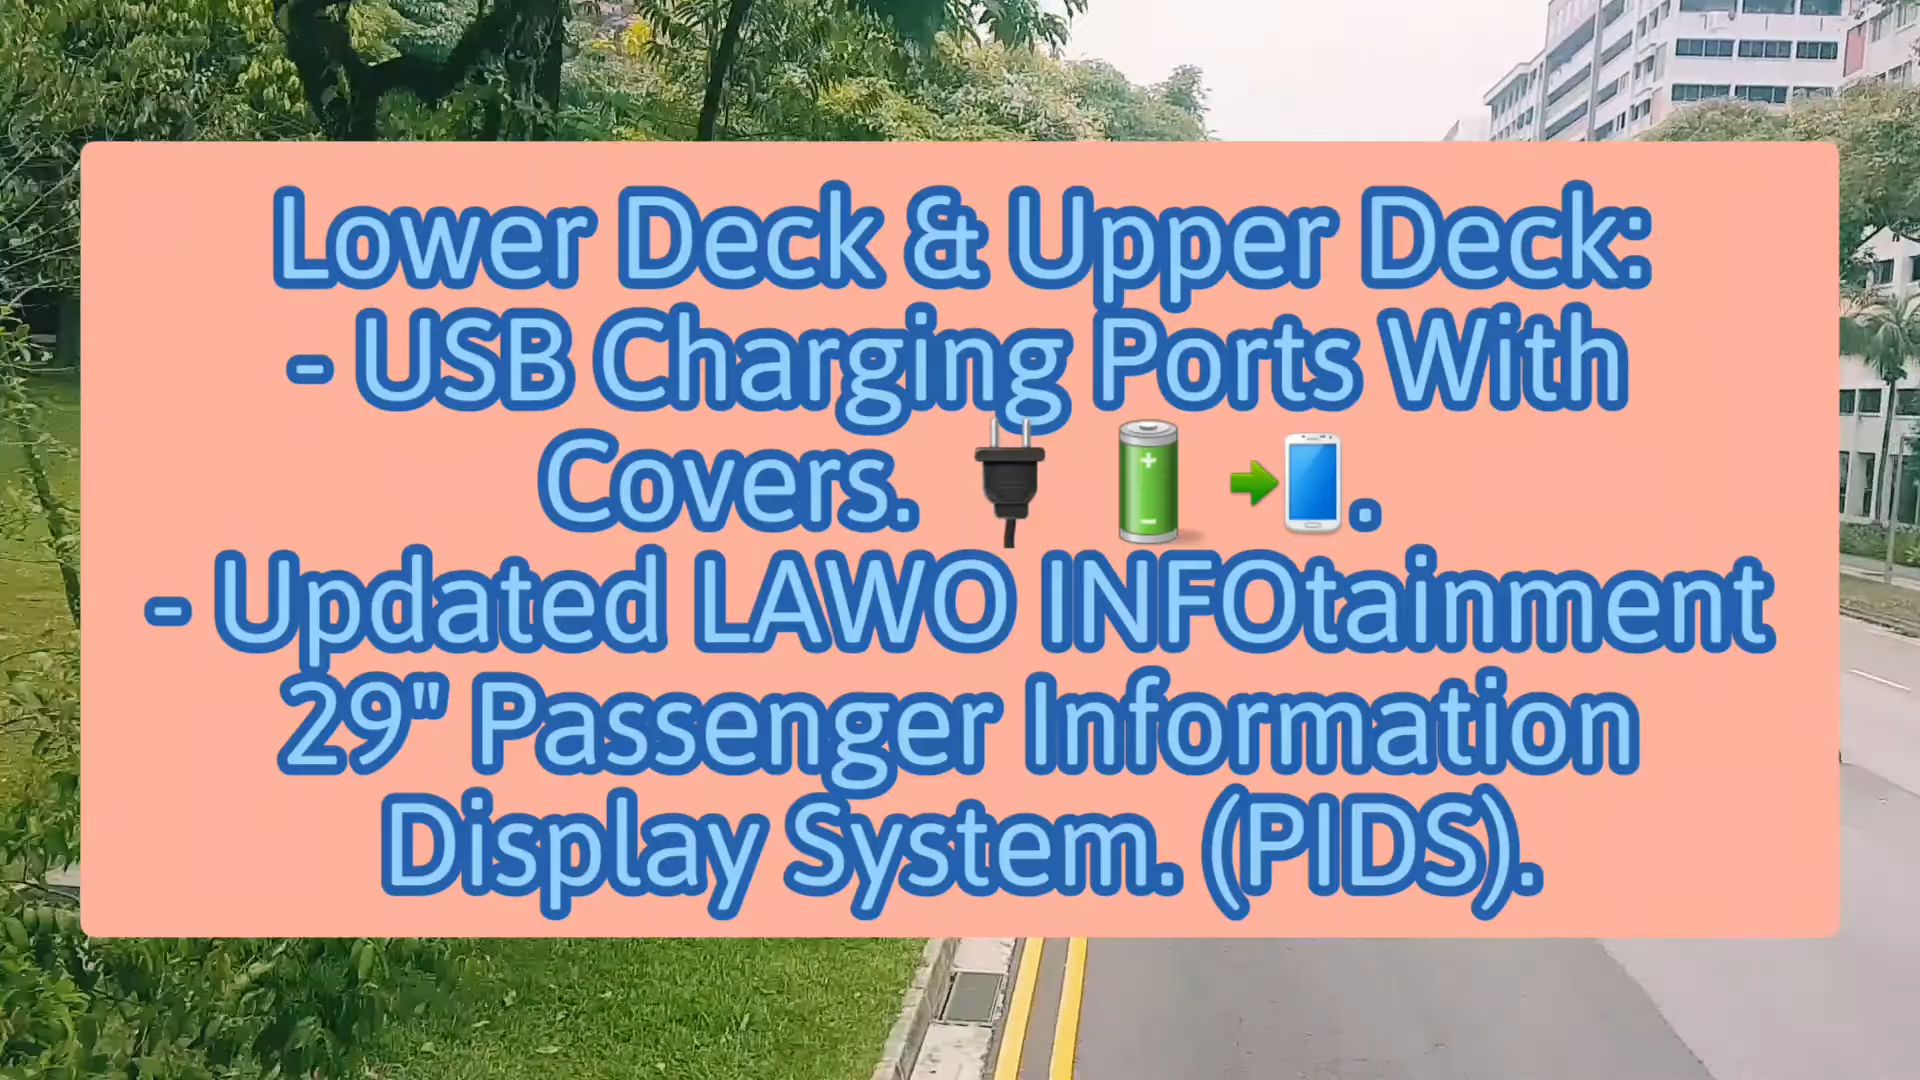 Lower Deck & Upper Deck:
- USB Charging Ports With
Covers. 🔌 🔋 📲.
- Updated LAWO INFOtainment
29" Passenger Information
Display System. (PIDS).